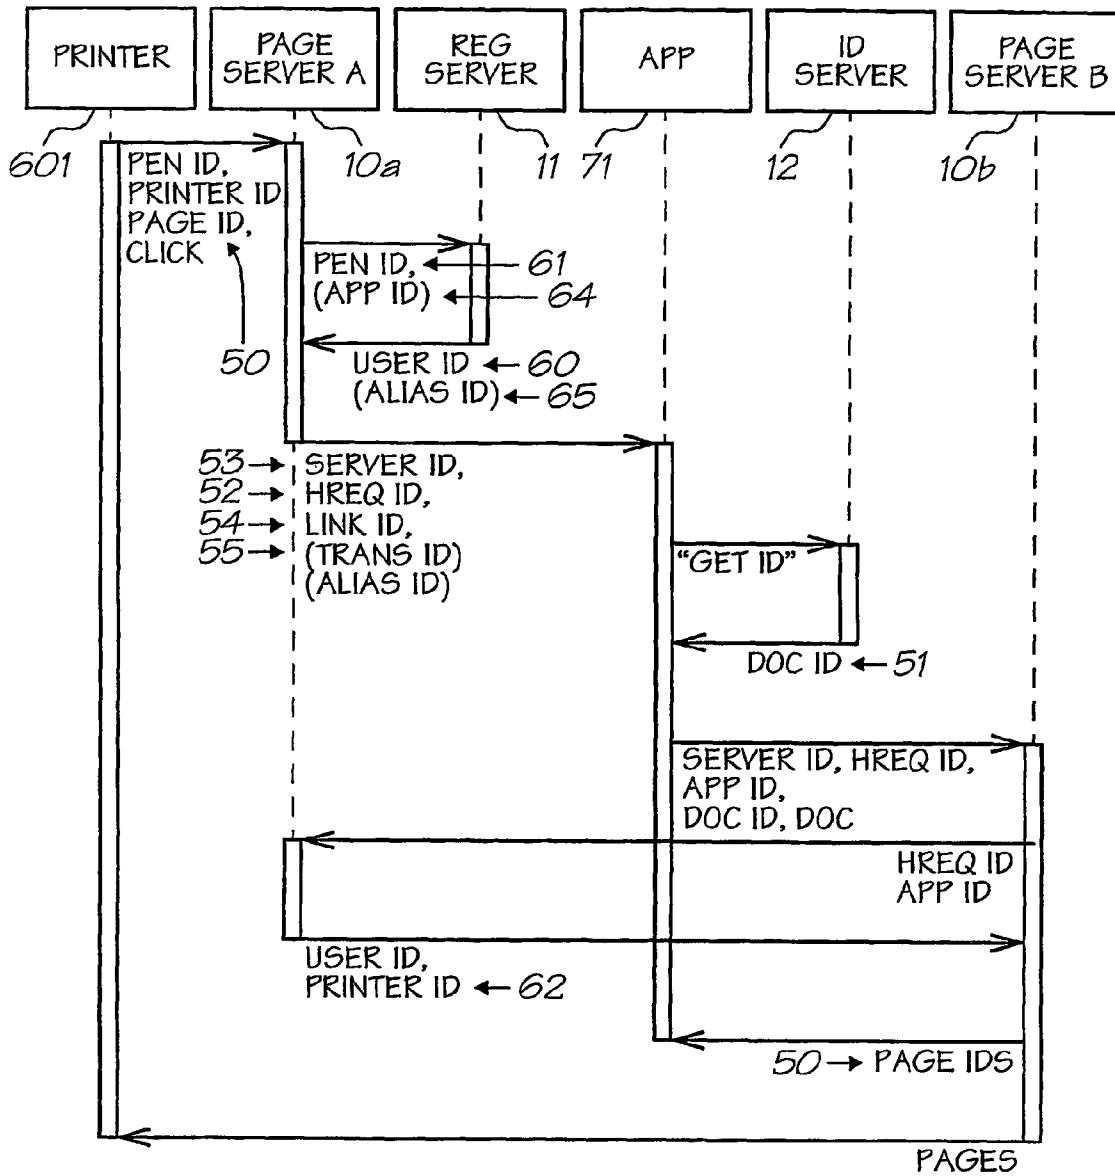 PRINTER
PAGE
SERVER A
REG
SERVER
APP
ID
SERVER
PAGE
SERVER B
601
10a
11
71
12
10b
PEN ID,
PRINTER ID
PAGE ID,
CLICK
50
PEN ID,
61
(APP ID)
64
USER ID
60
(ALIAS ID)
65
53 SERVER ID,
52 HREQ ID,
54 LINK ID,
55 (TRANS ID)
(ALIAS ID)
"GET ID"
DOC ID 51
SERVER ID, HREQ ID,
APP ID,
DOC ID, DOC
HREQ ID
APP ID
USER ID,
PRINTER ID 62
50 PAGE IDS
PAGES